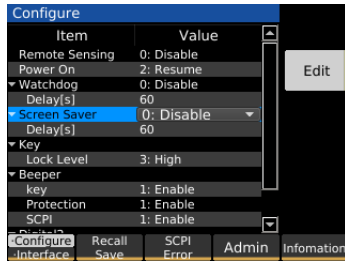 Configure
Item Value
Remote Sensing 0: Disable
Power On 2: Resume
Watchdog 0: Disable
Delay[s] 60
Screen Saver 0: Disable
Delay[s] 60
Key
Lock Level 3: High
Beeper
key 1: Enable
Protection 1: Enable
SCPI 1: Enable
Edit
·Configure Recall SCPI Admin Infomation
·Interface Save Error